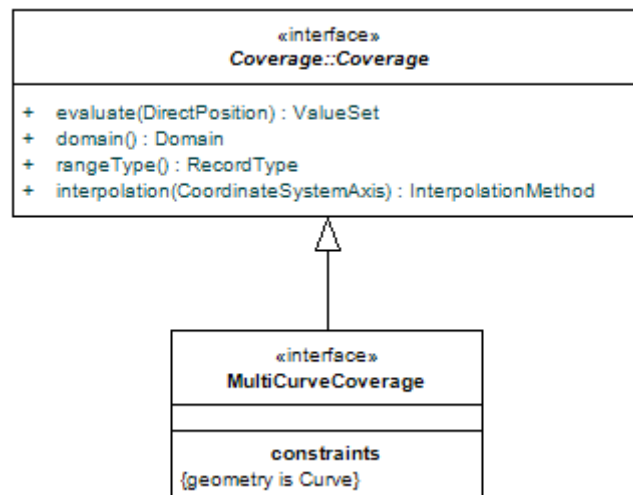 «interface»
Coverage::Coverage
+ evaluate(DirectPosition) : ValueSet
+ domain() : Domain
+ rangeType() : RecordType
+ interpolation(CoordinateSystemAxis) : InterpolationMethod
«interface»
MultiCurveCoverage
constraints
{geometry is Curve}